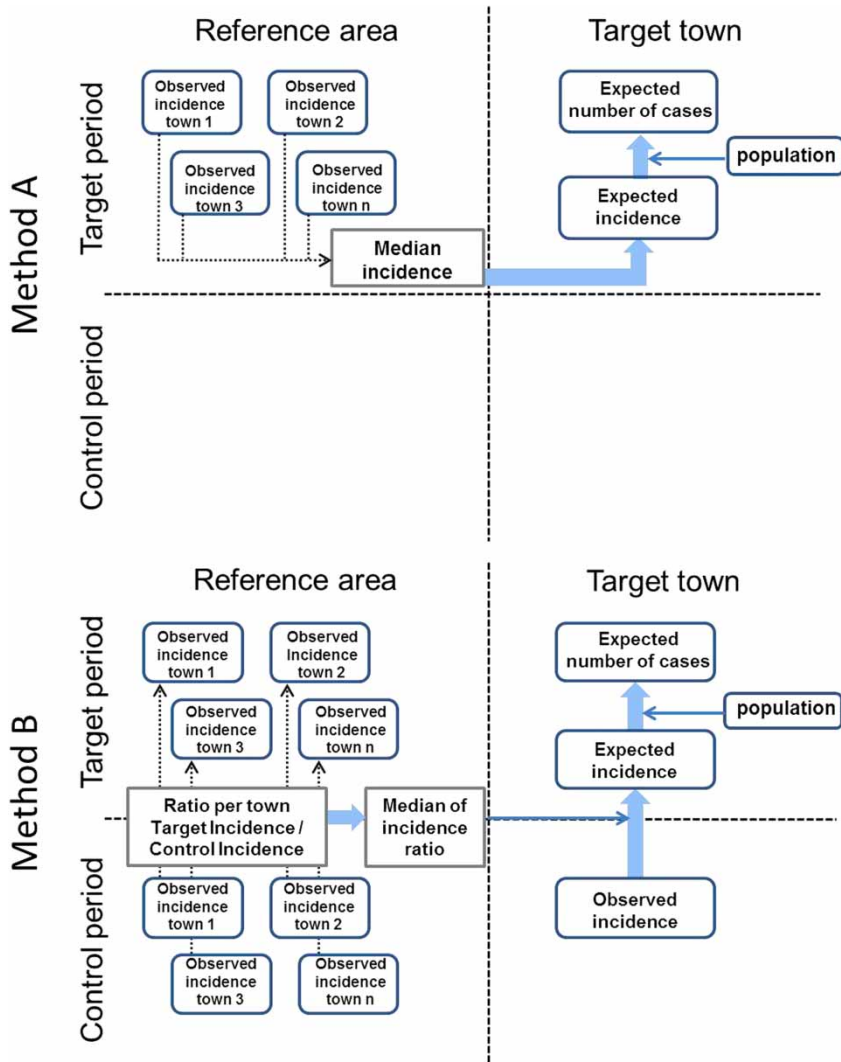 Reference area
Target town
Method A
Target period
Control period
Observed
incidence
town 1
Observed
incidence
town 2
Observed
incidence
town 3
Observed
incidence
town n
Median
incidence
Expected
number of cases
population
Expected
incidence
Reference area
Target town
Method B
Target period
Control period
Observed
incidence
town 1
Observed
Incidence
town 2
Observed
incidence
town 3
Observed
incidence
town n
Ratio per town
Target Incidence /
Control Incidence
Median of
incidence
ratio
Observed
incidence
town 1
Observed
incidence
town 2
Observed
incidence
town 3
Observed
incidence
town n
Expected
number of cases
population
Expected
incidence
Observed
incidence